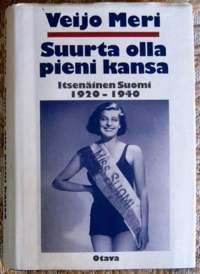 Veijo Meri
Suurta olla
pieni kansa
Itsenäinen Suomi
1920 - 1940
MISS SUOMI
Otava